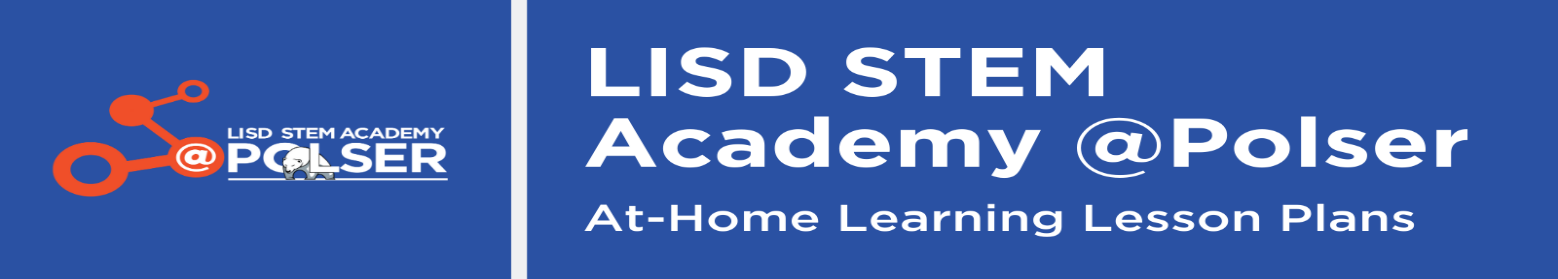 LISD STEM ACADEMY
@POLSER
LISD STEM
Academy @Polser
At-Home Learning Lesson Plans